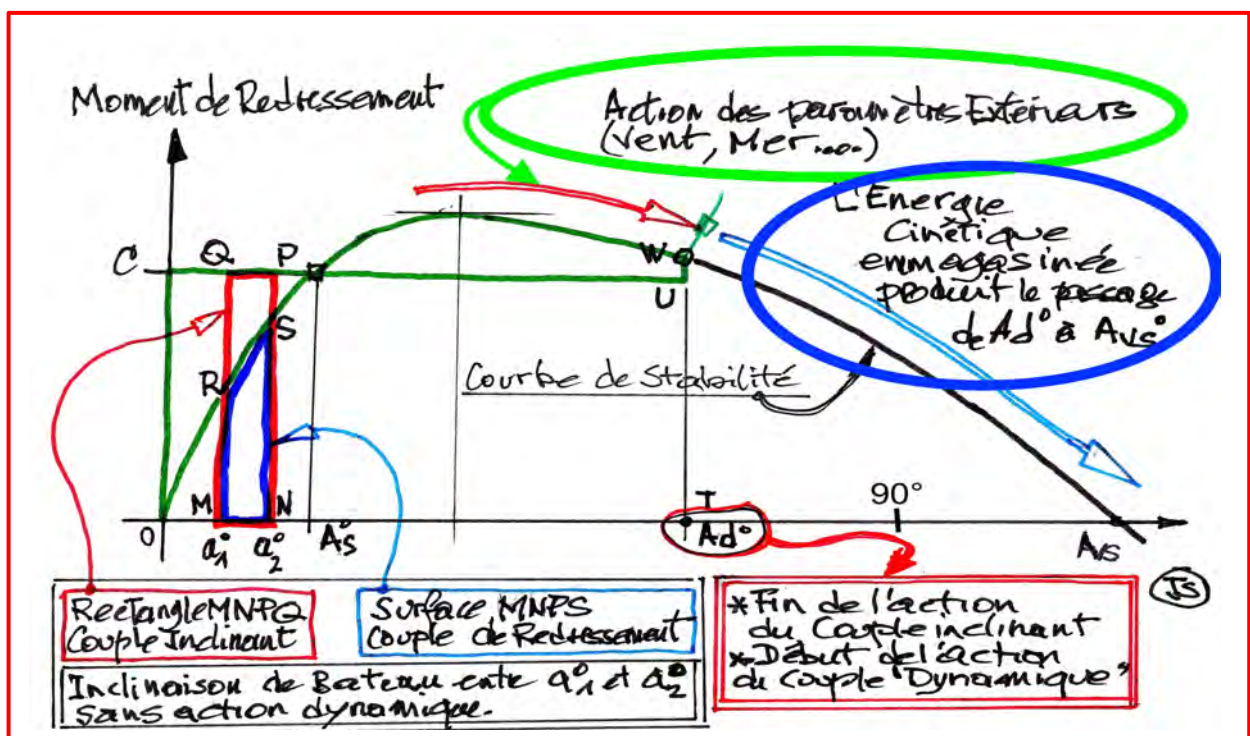 Moment de Redressement
Action des paramètres Extérieurs
(Vent, Mer....)
L'Energie
Cinétique
emmagasinée
produit le passage
de Ad° à AVs°
C
Q
P
W
U
S
R
Courbe de Stabilité
M
N
T
90°
O
a°1
a°2
A°s
Ad°
AVs
JS
Rectangle MNPQ
Couple Inclinant
Surface MNPS
Couple de Redressement
Inclinaison de Bateau entre a°1 et a°2
sans action dynamique.
*Fin de l'action
du Couple inclinant
*Début de l'action
du Couple "Dynamique"